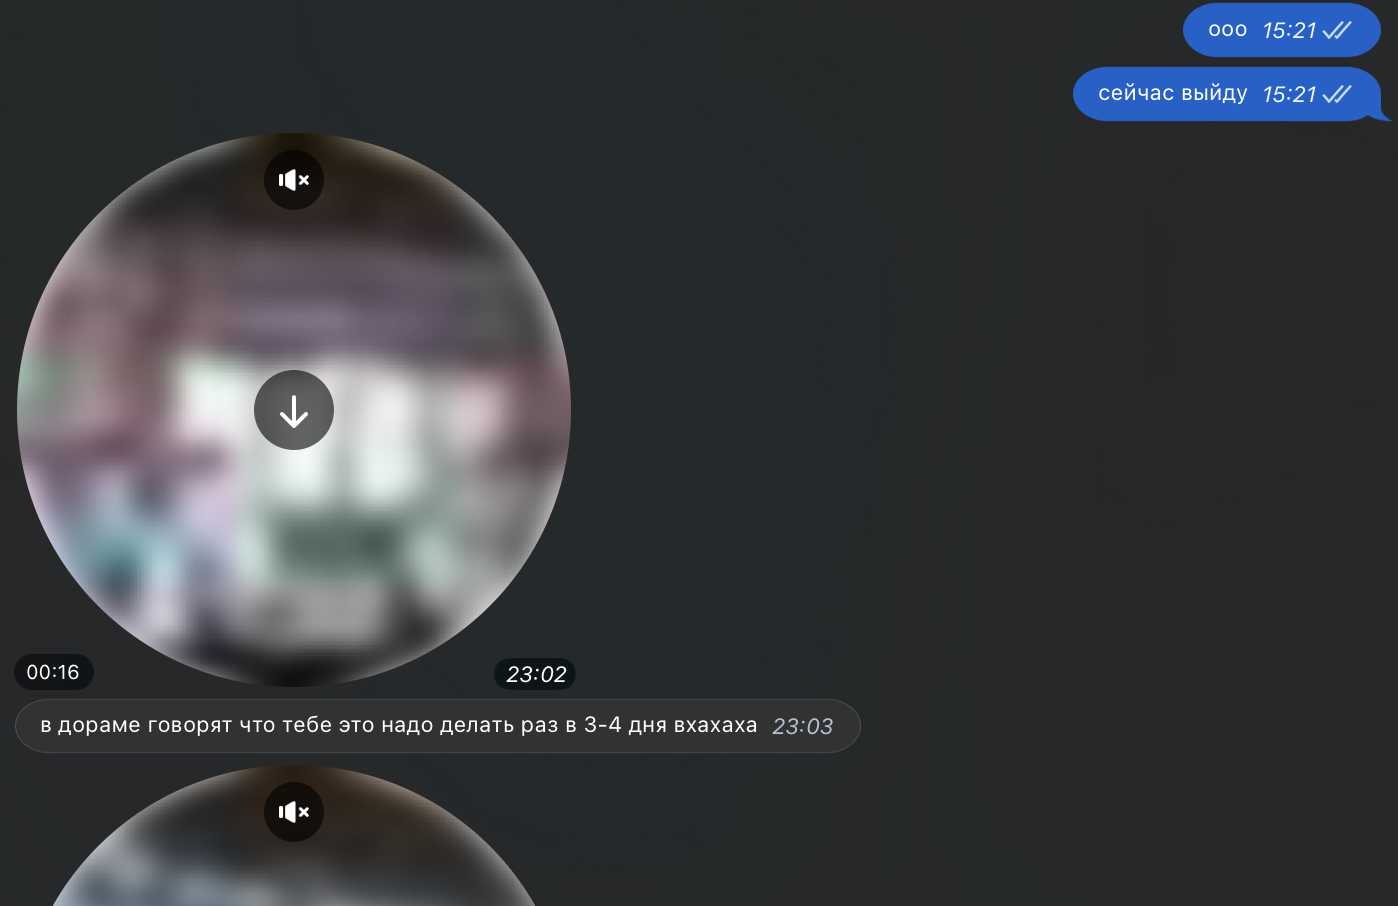 ооо 15:21
сейчас выйду 15:21
00:16 23:02
в дораме говорят что тебе это надо делать раз в 3-4 дня вхахаха 23:03